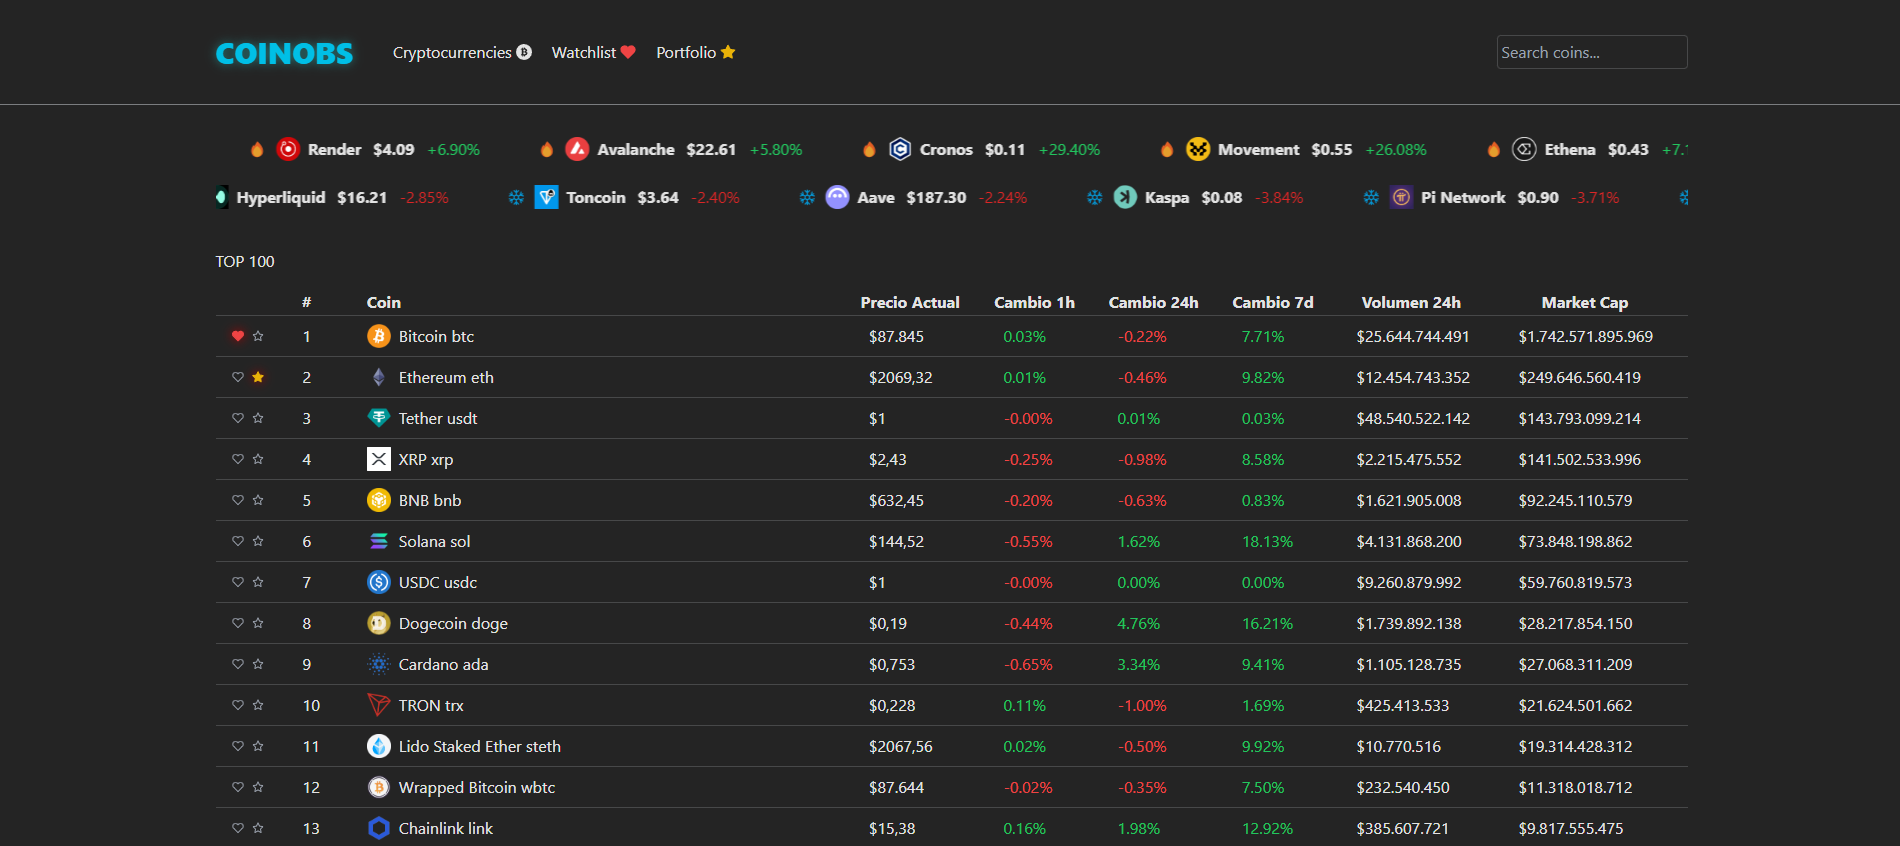 COINOBS Cryptocurrencies Watchlist Portfolio Search coins...
Render $4.09 +6.90% Avalanche $22.61 +5.80% Cronos $0.11 +29.40% Movement $0.55 +26.08% Ethena $0.43
Hyperliquid $16.21 -2.85% Toncoin $3.64 -2.40% Aave $187.30 -2.24% Kaspa $0.08 -3.84% Pi Network $0.90 -3.71%
TOP 100
# Coin Precio Actual Cambio 1h Cambio 24h Cambio 7d Volumen 24h Market Cap
1 Bitcoin btc $87.845 0.03% -0.22% 7.71% $25.644.744.491 $1.742.571.895.969
2 Ethereum eth $2069,32 0.01% -0.46% 9.82% $12.454.743.352 $249.646.560.419
3 Tether usdt $1 -0.00% 0.01% 0.03% $48.540.522.142 $143.793.099.214
4 XRP xrp $2,43 -0.25% -0.98% 8.58% $2.215.475.552 $141.502.533.996
5 BNB bnb $632,45 -0.20% -0.63% 0.83% $1.621.905.008 $92.245.110.579
6 Solana sol $144,52 -0.55% 1.62% 18.13% $4.131.868.200 $73.848.198.862
7 USDC usdc $1 -0.00% 0.00% 0.00% $9.260.879.992 $59.760.819.573
8 Dogecoin doge $0,19 -0.44% 4.76% 16.21% $1.739.892.138 $28.217.854.150
9 Cardano ada $0,753 -0.65% 3.34% 9.41% $1.105.128.735 $27.068.311.209
10 TRON trx $0,228 0.11% -1.00% 1.69% $425.413.533 $21.624.501.662
11 Lido Staked Ether steth $2067,56 0.02% -0.50% 9.92% $10.770.516 $19.314.428.312
12 Wrapped Bitcoin wbtc $87.644 -0.02% -0.35% 7.50% $232.540.450 $11.318.018.712
13 Chainlink link $15,38 0.16% 1.98% 12.92% $385.607.721 $9.817.555.475